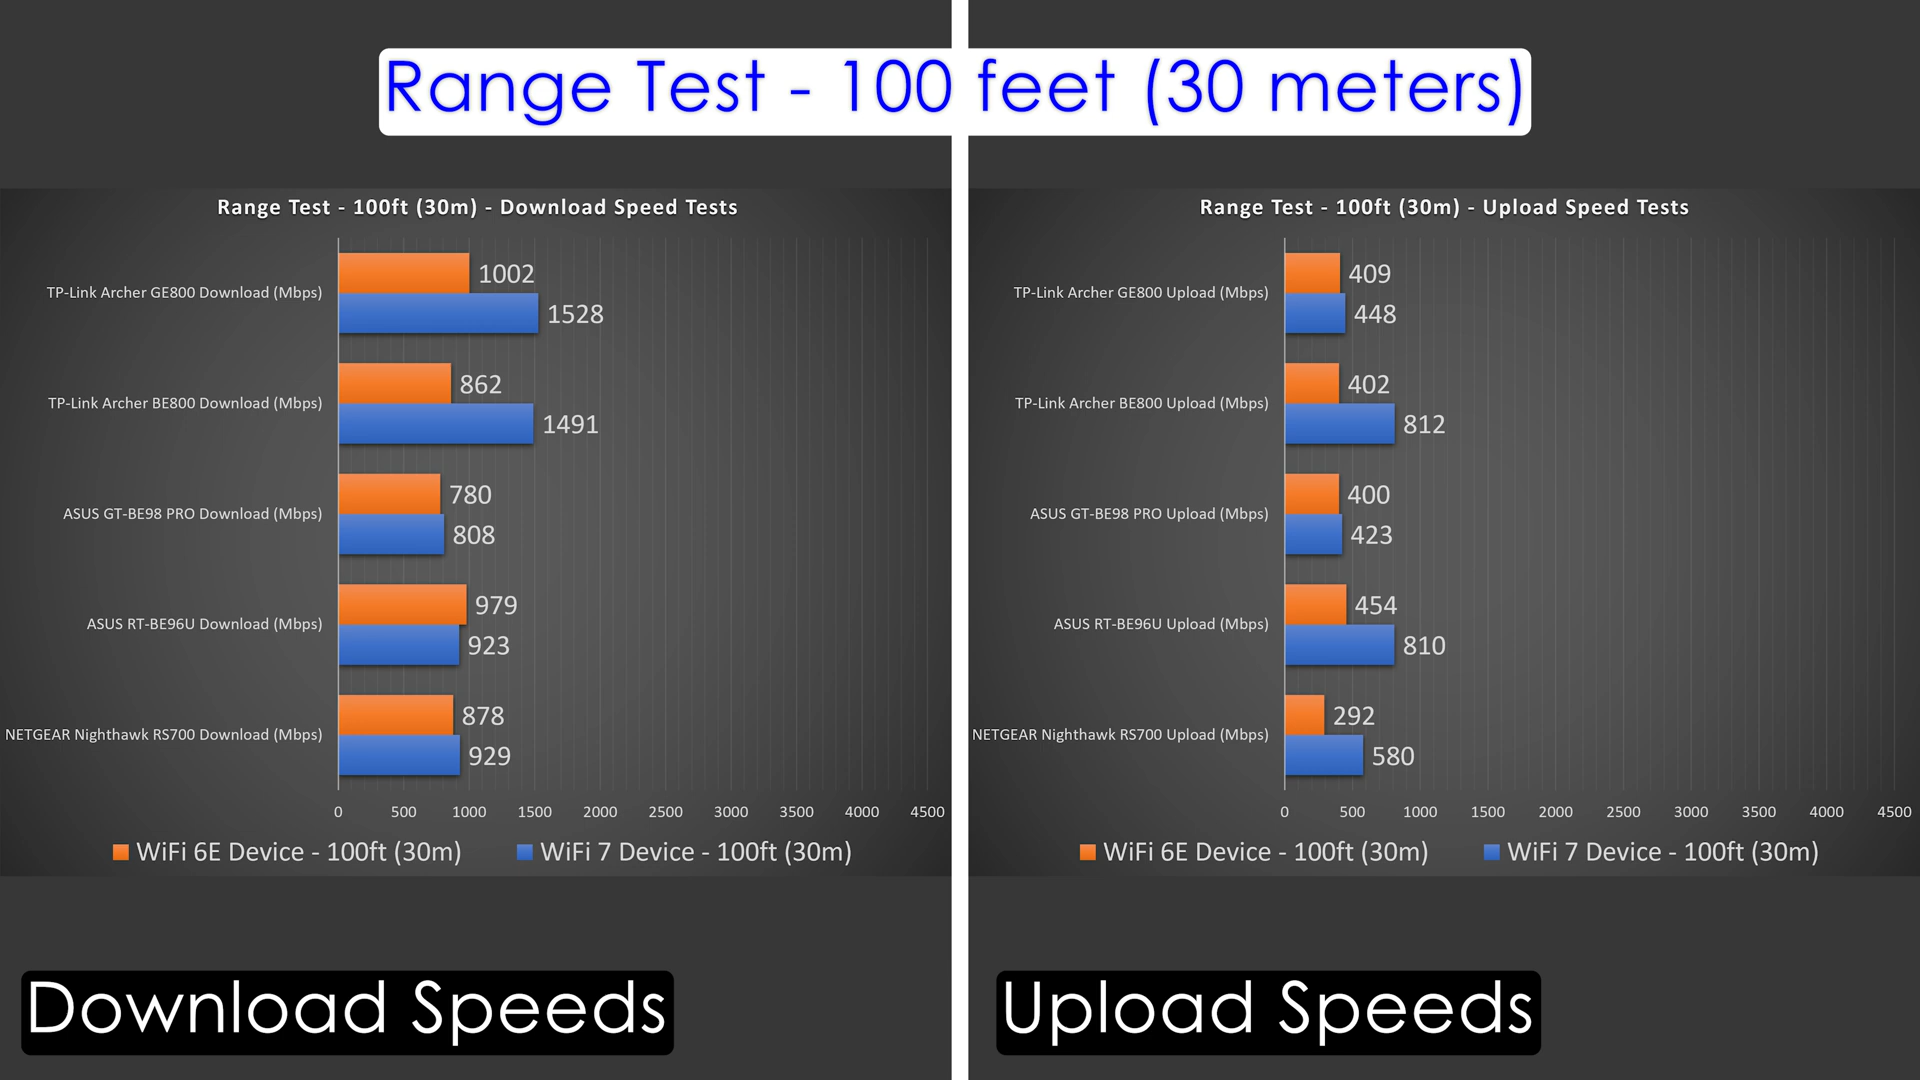 Range Test - 100 feet (30 meters)
Range Test - 100ft (30m) - Download Speed Tests
TP-Link Archer GE800 Download (Mbps)
1002
1528
TP-Link Archer BE800 Download (Mbps)
862
1491
ASUS GT-BE98 PRO Download (Mbps)
780
808
ASUS RT-BE96U Download (Mbps)
979
923
NETGEAR Nighthawk RS700 Download (Mbps)
878
929
0 500 1000 1500 2000 2500 3000 3500 4000 4500
WiFi 6E Device - 100ft (30m) WiFi 7 Device - 100ft (30m)
Download Speeds
Range Test - 100ft (30m) - Upload Speed Tests
TP-Link Archer GE800 Upload (Mbps)
409
448
TP-Link Archer BE800 Upload (Mbps)
402
812
ASUS GT-BE98 PRO Upload (Mbps)
400
423
ASUS RT-BE96U Upload (Mbps)
454
810
NETGEAR Nighthawk RS700 Upload (Mbps)
292
580
0 500 1000 1500 2000 2500 3000 3500 4000 4500
WiFi 6E Device - 100ft (30m) WiFi 7 Device - 100ft (30m)
Upload Speeds